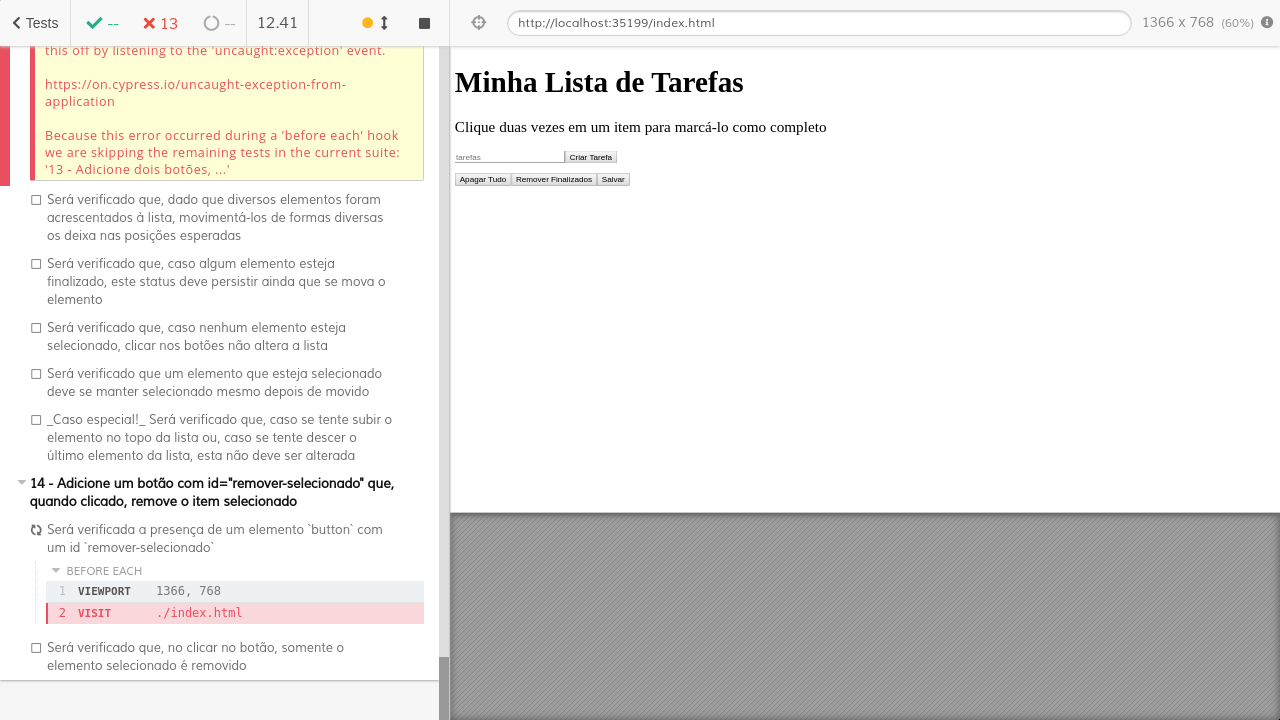 Tests -- 13 -- 12.41
http://localhost:35199/index.html
1366 x 768 (60%)
this off by listening to the 'uncaught:exception' event.
https://on.cypress.io/uncaught-exception-from-
application
Because this error occurred during a 'before each' hook
we are skipping the remaining tests in the current suite:
'13 - Adicione dois botões, ...'
Será verificado que, dado que diversos elementos foram
acrescentados à lista, movimentá-los de formas diversas
os deixa nas posições esperadas
Será verificado que, caso algum elemento esteja
finalizado, este status deve persistir ainda que se mova o
elemento
Será verificado que, caso nenhum elemento esteja
selecionado, clicar nos botões não altera a lista
Será verificado que um elemento que esteja selecionado
deve se manter selecionado mesmo depois de movido
_Caso especial!_ Será verificado que, caso se tente subir o
elemento no topo da lista ou, caso se tente descer o
último elemento da lista, esta não deve ser alterada
14 - Adicione um botão com id="remover-selecionado" que,
quando clicado, remove o item selecionado
Será verificada a presença de um elemento `button` com
um id `remover-selecionado`
BEFORE EACH
1 VIEWPORT 1366, 768
2 VISIT ./index.html
Será verificado que, no clicar no botão, somente o
elemento selecionado é removido
Minha Lista de Tarefas
Clique duas vezes em um item para marcá-lo como completo
tarefas Criar Tarefa
Apagar Tudo Remover Finalizados Salvar